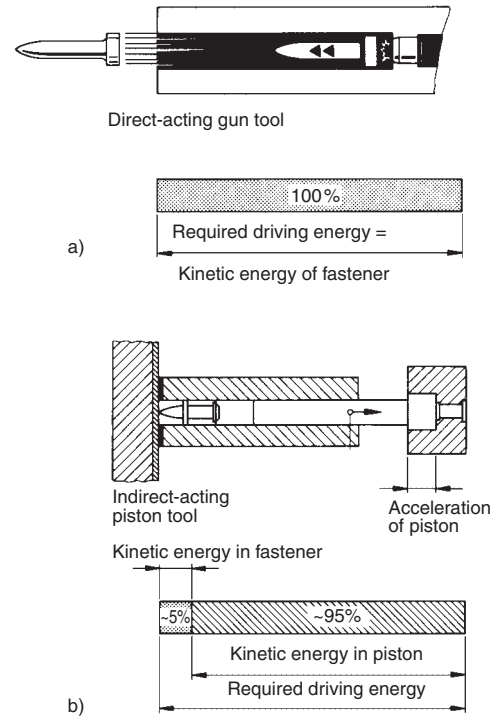 Direct-acting gun tool
100%
Required driving energy =
a)
Kinetic energy of fastener
Indirect-acting
piston tool
Acceleration
of piston
Kinetic energy in fastener
~5%
~95%
Kinetic energy in piston
Required driving energy
b)